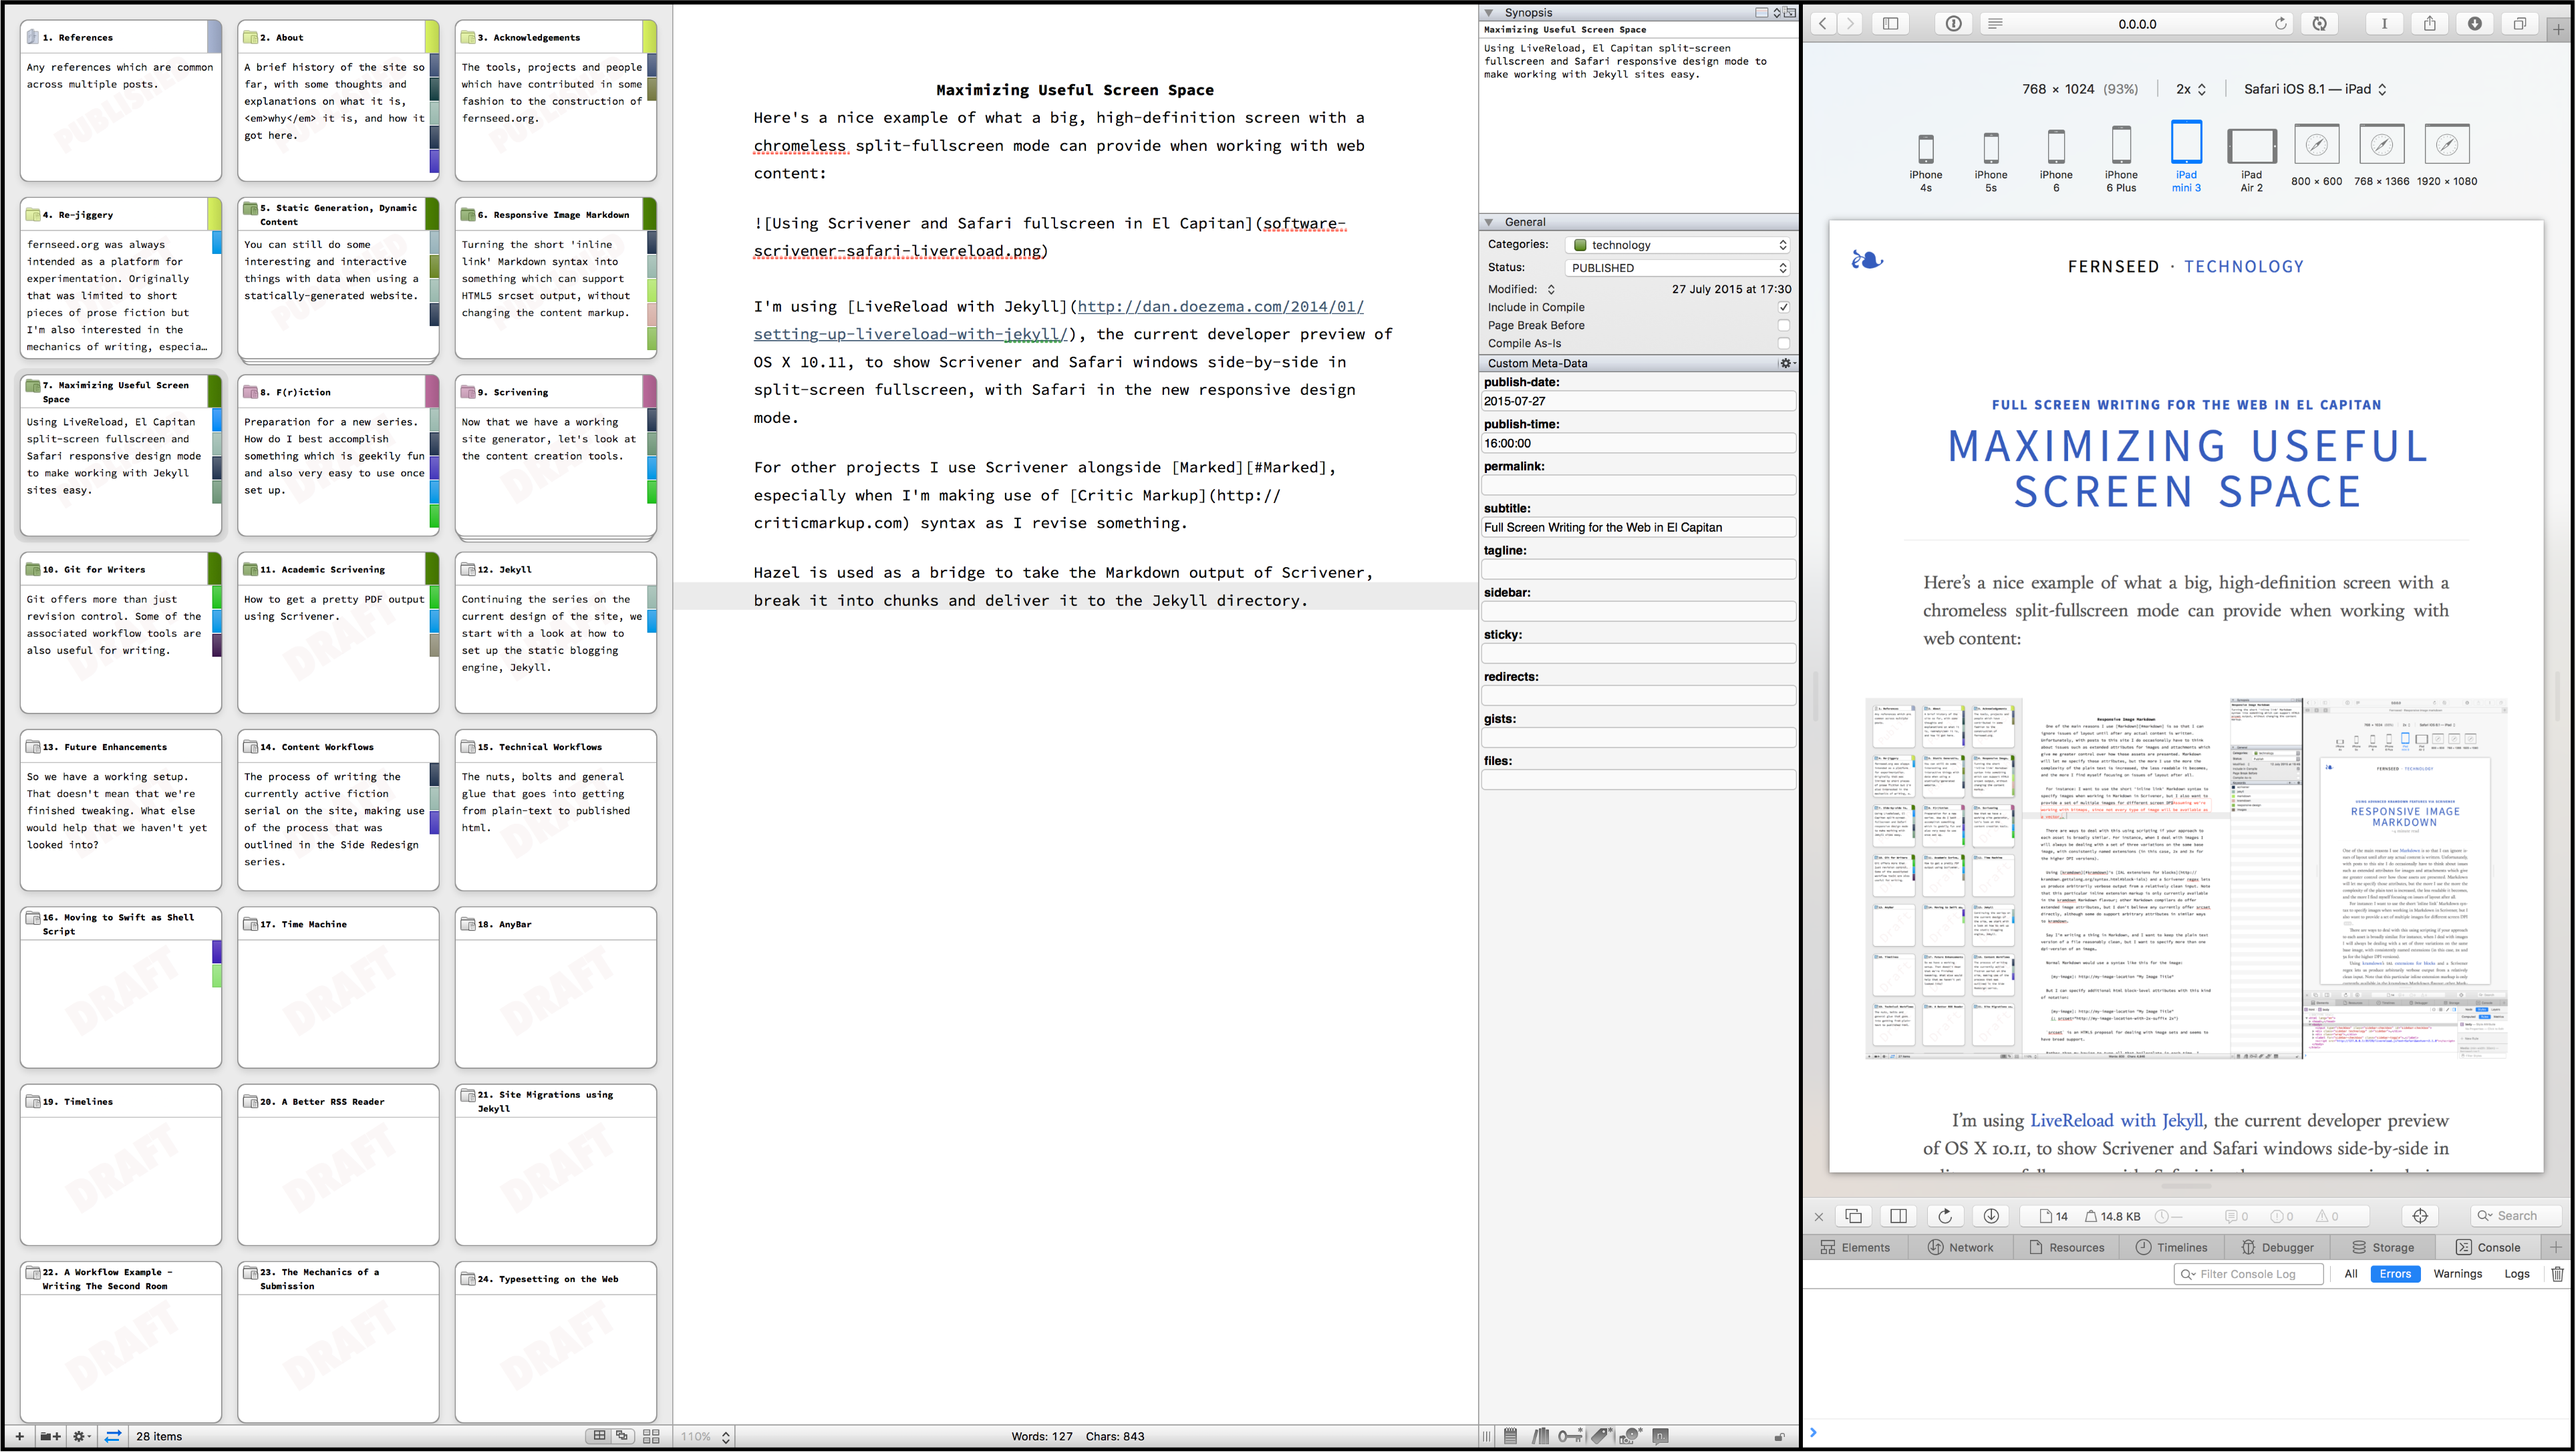 1. References
Any references which are common
across multiple posts.
PUBLISHED
2. About
A brief history of the site so
far, with some thoughts and
explanations on what it is,
<em>why</em> it is, and how it
got here.
3. Acknowledgements
The tools, projects and people
which have contributed in some
fashion to the construction of
fernseed.org.
4. Re-jiggery
fernseed.org was always
intended as a platform for
experimentation. Originally
that was limited to short
pieces of prose fiction but
I'm also interested in the
mechanics of writing, especia…
5. Static Generation, Dynamic
Content
You can still do some
interesting and interactive
things with data when using a
statically-generated website.
PUBLISHED
6. Responsive Image Markdown
Turning the short 'inline
link' Markdown syntax into
something which can support
HTML5 srcset output, without
changing the content markup.
7. Maximizing Useful Screen
Space
Using LiveReload, El Capitan
split-screen fullscreen and
Safari responsive design mode
to make working with Jekyll
sites easy.
8. F(r)iction
Preparation for a new series.
How do I best accomplish
something which is geekily fun
and also very easy to use once
set up.
DRAFT
9. Scrivening
Now that we have a working
site generator, let's look at
the content creation tools.
DRAFT
10. Git for Writers
Git offers more than just
revision control. Some of the
associated workflow tools are
also useful for writing.
DRAFT
11. Academic Scrivening
How to get a pretty PDF output
using Scrivener.
DRAFT
12. Jekyll
Continuing the series on the
current design of the site, we
start with a look at how to
set up the static blogging
engine, Jekyll.
DRAFT
13. Future Enhancements
So we have a working setup.
That doesn't mean that we're
finished tweaking. What else
would help that we haven't yet
looked into?
DRAFT
14. Content Workflows
The process of writing the
currently active fiction
serial on the site, making use
of the process that was
outlined in the Side Redesign
series.
DRAFT
15. Technical Workflows
The nuts, bolts and general
glue that goes into getting
from plain-text to published
html.
DRAFT
16. Moving to Swift as Shell
Script
DRAFT
17. Time Machine
DRAFT
18. AnyBar
DRAFT
19. Timelines
DRAFT
20. A Better RSS Reader
DRAFT
21. Site Migrations using
Jekyll
DRAFT
22. A Workflow Example –
Writing The Second Room
DRAFT
23. The Mechanics of a
Submission
DRAFT
24. Typesetting on the Web
DRAFT
28 items
Maximizing Useful Screen Space
Here's a nice example of what a big, high-definition screen with a
chromeless split-fullscreen mode can provide when working with web
content:
![Using Scrivener and Safari fullscreen in El Capitan](software-
scrivener-safari-livereload.png)
I'm using [LiveReload with Jekyll](http://dan.doezema.com/2014/01/
setting-up-livereload-with-jekyll/), the current developer preview of
OS X 10.11, to show Scrivener and Safari windows side-by-side in
split-screen fullscreen, with Safari in the new responsive design
mode.
For other projects I use Scrivener alongside [Marked][#Marked],
especially when I'm making use of [Critic Markup](http://
criticmarkup.com) syntax as I revise something.
Hazel is used as a bridge to take the Markdown output of Scrivener,
break it into chunks and deliver it to the Jekyll directory.
110%
Words: 127 Chars: 843
Synopsis
Maximizing Useful Screen Space
Using LiveReload, El Capitan split-screen
fullscreen and Safari responsive design mode to
make working with Jekyll sites easy.
General
Categories: technology
Status: PUBLISHED
Modified: 27 July 2015 at 17:30
Include in Compile
Page Break Before
Compile As-Is
Custom Meta-Data
publish-date:
2015-07-27
publish-time:
16:00:00
permalink:
subtitle:
Full Screen Writing for the Web in El Capitan
tagline:
sidebar:
sticky:
redirects:
gists:
files:
0.0.0.0
768 × 1024 (93%) 2x Safari iOS 8.1 — iPad
iPhone
4s
iPhone
5s
iPhone
6
iPhone
6 Plus
iPad
mini 3
iPad
Air 2
800 × 600
768 × 1366
1920 × 1080
FERNSEED · TECHNOLOGY
FULL SCREEN WRITING FOR THE WEB IN EL CAPITAN
MAXIMIZING USEFUL
SCREEN SPACE
Here's a nice example of what a big, high-definition screen with a
chromeless split-fullscreen mode can provide when working with
web content:
Responsive Image Markdown
FERNSEED · TECHNOLOGY
RESPONSIVE IMAGE
MARKDOWN
I'm using LiveReload with Jekyll, the current developer preview
of OS X 10.11, to show Scrivener and Safari windows side-by-side in
14 14.8 KB — 0 0 0 Search
Elements Network Resources Timelines Debugger Storage Console
Filter Console Log All Errors Warnings Logs